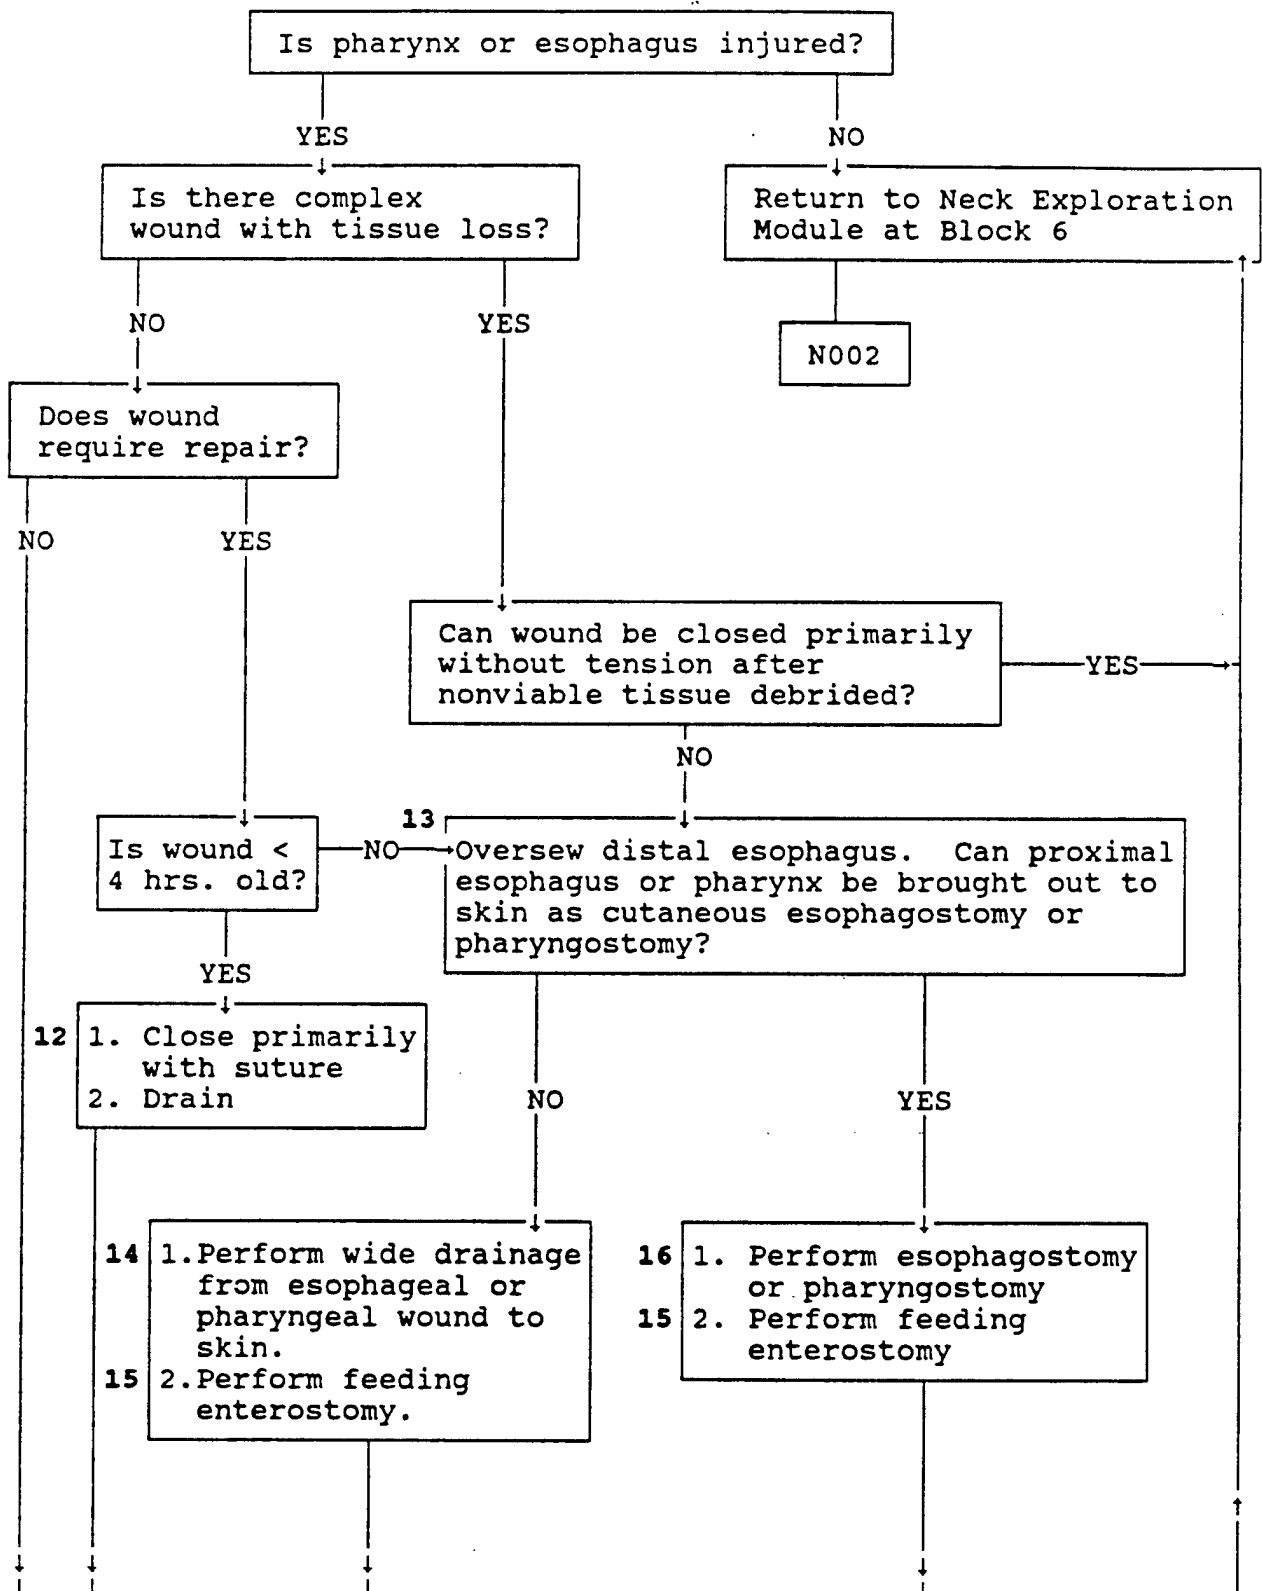 Is pharynx or esophagus injured?
YES
NO
Is there complex
wound with tissue loss?
Return to Neck Exploration
Module at Block 6
NO
YES
N002
Does wound
require repair?
NO
YES
Can wound be closed primarily
without tension after
nonviable tissue debrided?
YES
NO
Is wound <
4 hrs. old?
NO
13
Oversew distal esophagus. Can proximal
esophagus or pharynx be brought out to
skin as cutaneous esophagostomy or
pharyngostomy?
YES
12
1. Close primarily
with suture
2. Drain
NO
YES
14 1.Perform wide drainage
from esophageal or
pharyngeal wound to
skin.
15 2.Perform feeding
enterostomy.
16 1. Perform esophagostomy
or pharyngostomy
15 2. Perform feeding
enterostomy